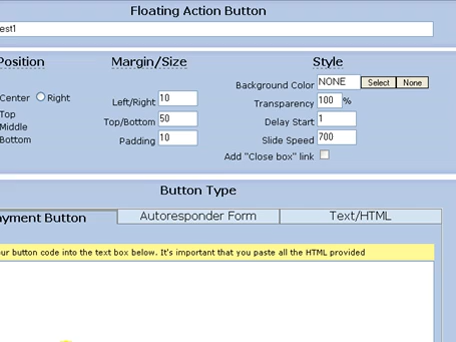 Floating Action Button
est1
Position
Margin/Size
Style
Center Right
Top
Middle
Bottom
Left/Right 10
Top/Bottom 50
Padding 10
Background Color NONE Select None
Transparency 100 %
Delay Start 1
Slide Speed 700
Add "Close box" link
Button Type
ayment Button Autoresponder Form Text/HTML
ur button code into the text box below. It's important that you paste all the HTML provided